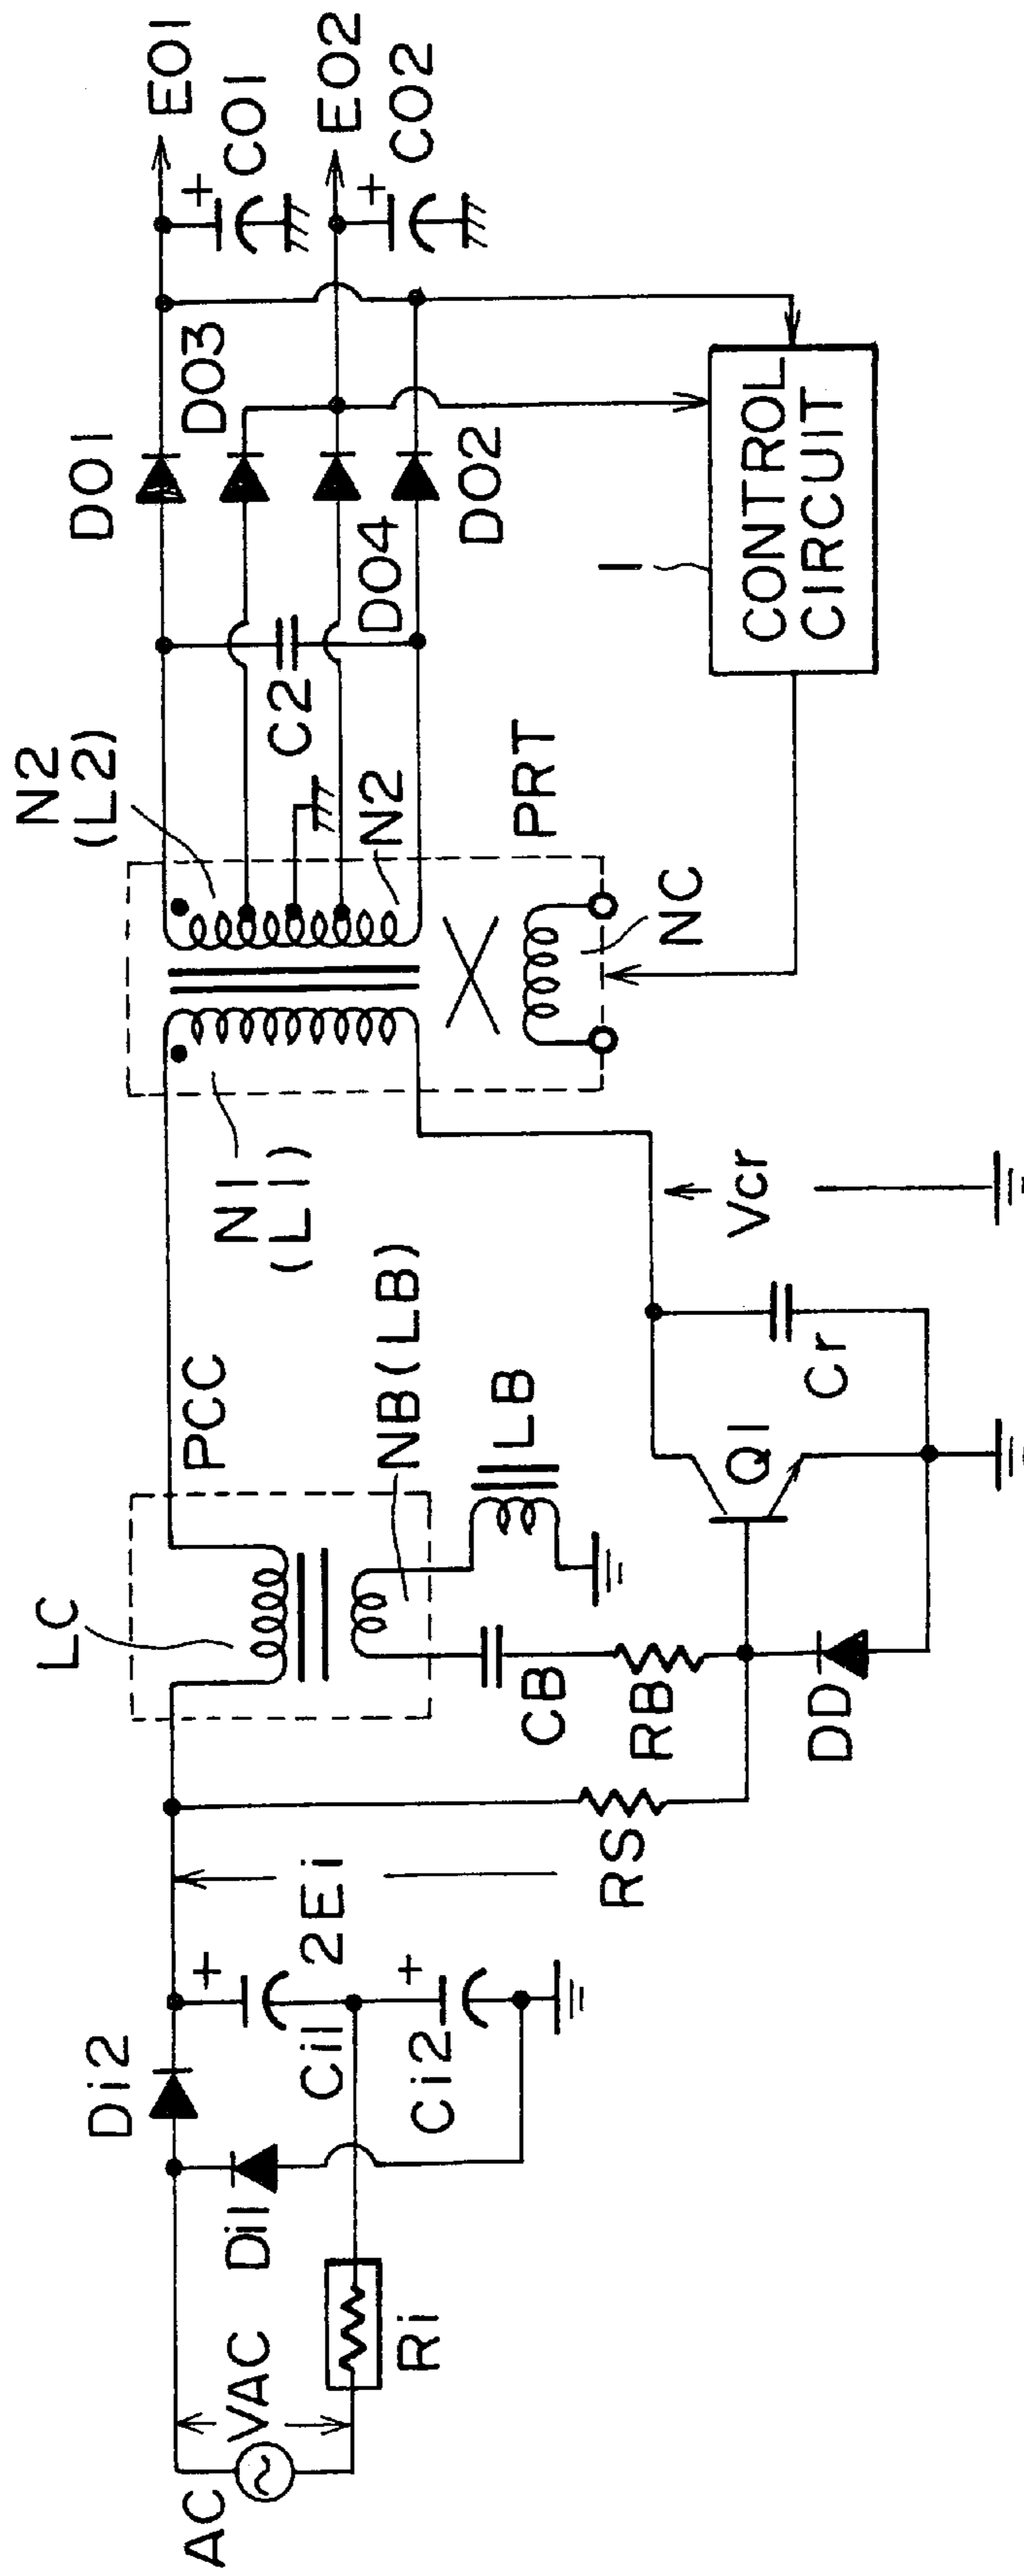 AC
VAC
Ri
Di1
Di2
Ci1
Ci2
+
+
2Ei
RS
LC
PCC
NB(LB)
CB
RB
LB
DD
Q1
Cr
Vcr
N1
(L1)
N2
(L2)
N2
PRT
NC
C2
DO1
DO3
DO4
DO2
1
CONTROL
CIRCUIT
+
CO1
EO1
+
CO2
EO2